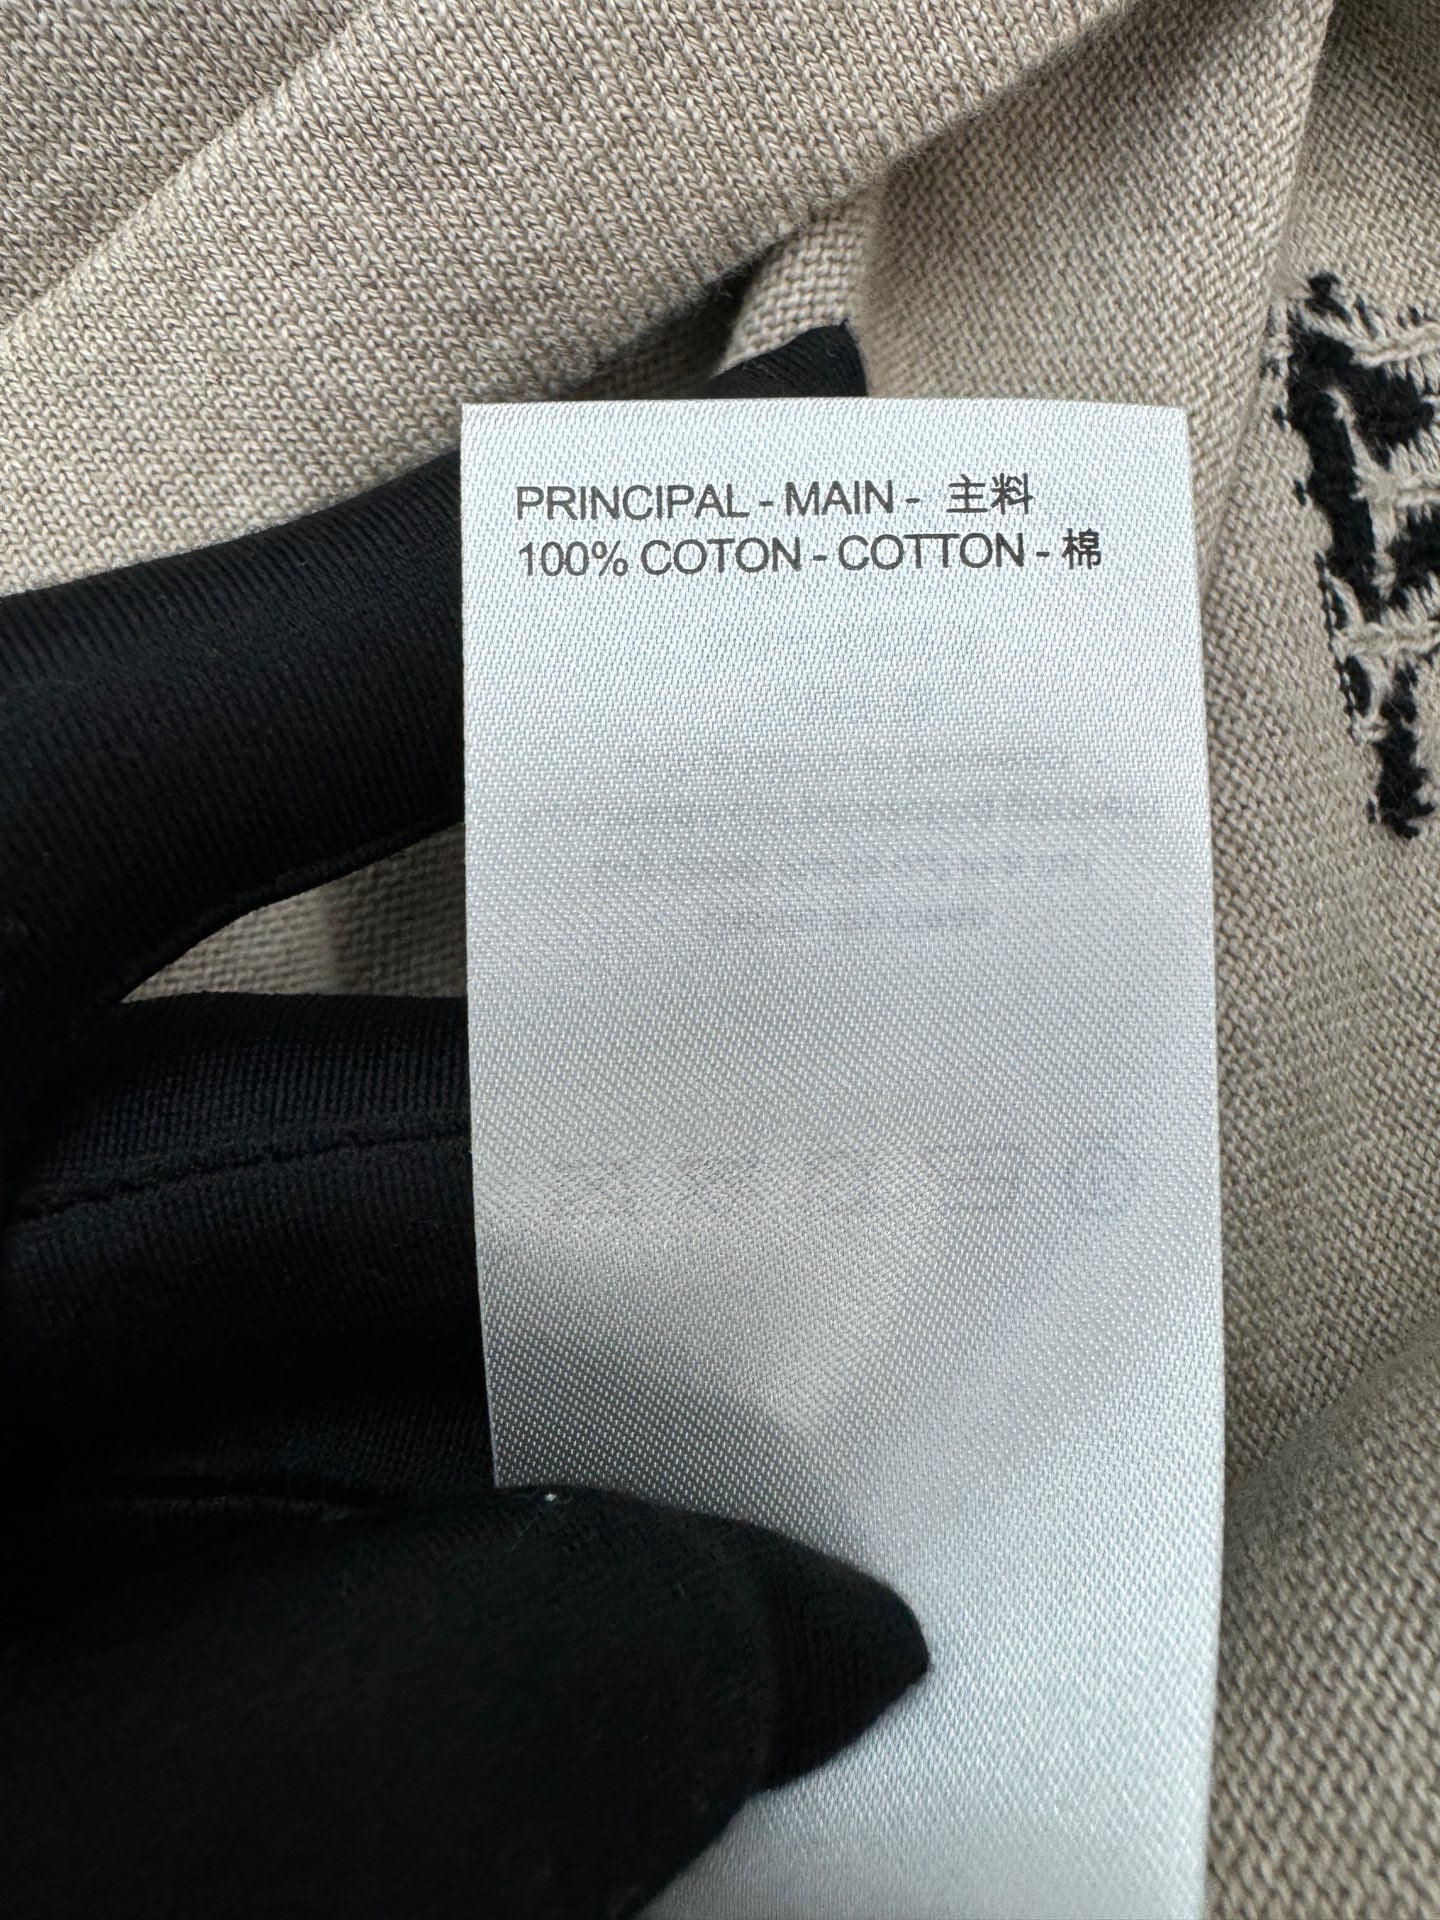 PRINCIPAL - MAIN - 主料
100% COTON - COTTON - 棉